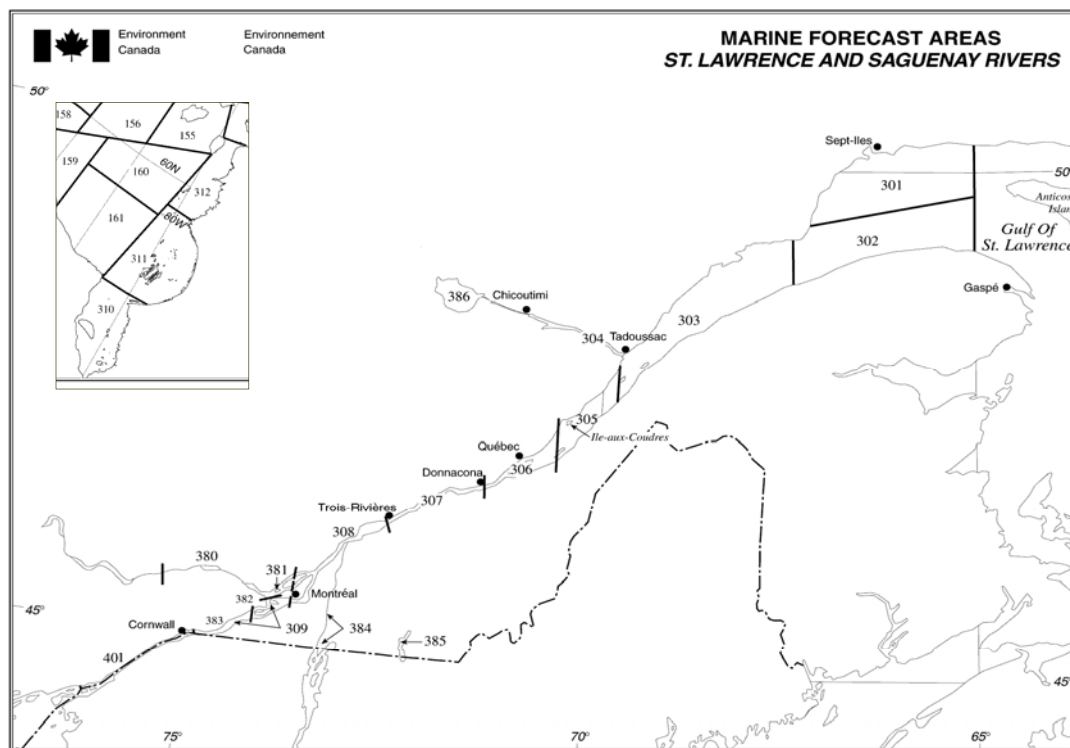 Environment
Canada
Environnement
Canada
MARINE FORECAST AREAS
ST. LAWRENCE AND SAGUENAY RIVERS
50°
158
156
155
159
160
60N
312
161
80W
311
310
Sept-Iles
301
50°
Anticos
Islan
302
Gulf Of
St. Lawrence
386
Chicoutimi
Gaspé
303
304
Tadoussac
305
Ile-aux-Coudres
Québec
306
Donnacona
307
Trois-Rivières
308
380
381
382
Montréal
45°
383
309
384
Cornwall
385
401
45°
75°
70°
65°